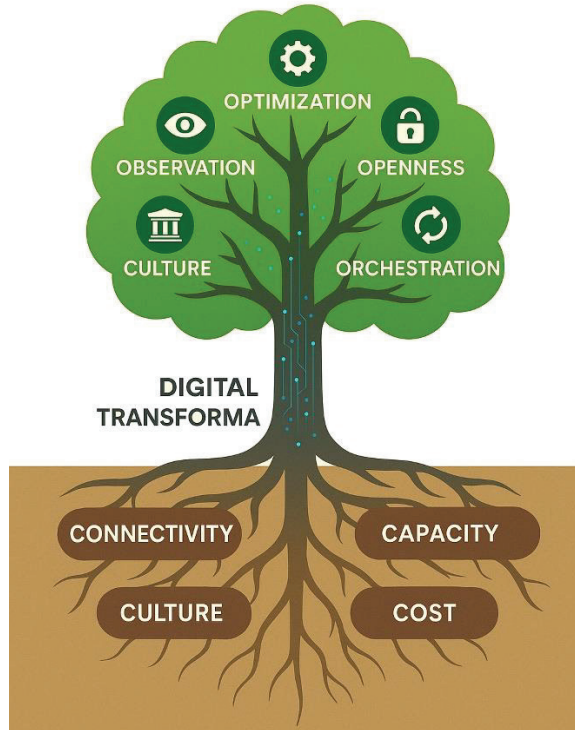 OPTIMIZATION
OBSERVATION
OPENNESS
CULTURE
ORCHESTRATION
DIGITAL
TRANSFORMA
CONNECTIVITY
CAPACITY
CULTURE
COST